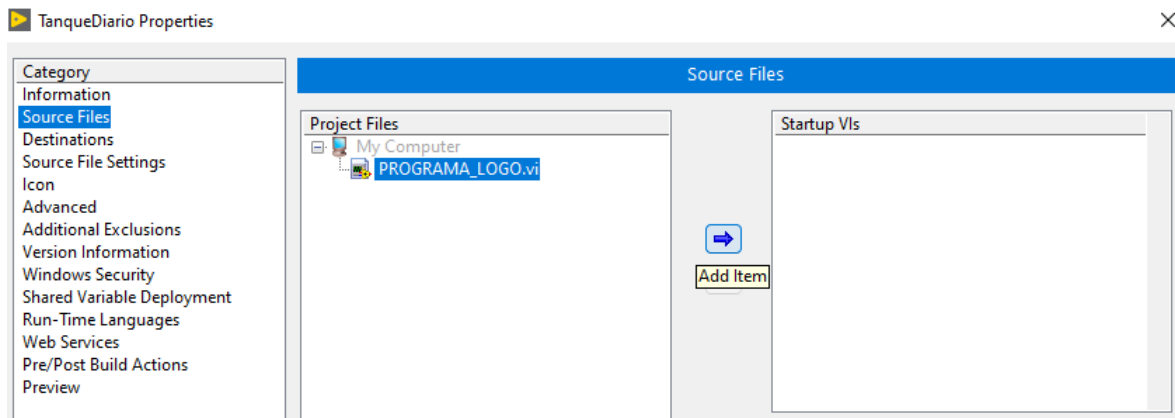 TanqueDiario Properties
Category
Information
Source Files
Destinations
Source File Settings
Icon
Advanced
Additional Exclusions
Version Information
Windows Security
Shared Variable Deployment
Run-Time Languages
Web Services
Pre/Post Build Actions
Preview
Source Files
Project Files
My Computer
PROGRAMA_LOGO.vi
Add Item
Startup VIs